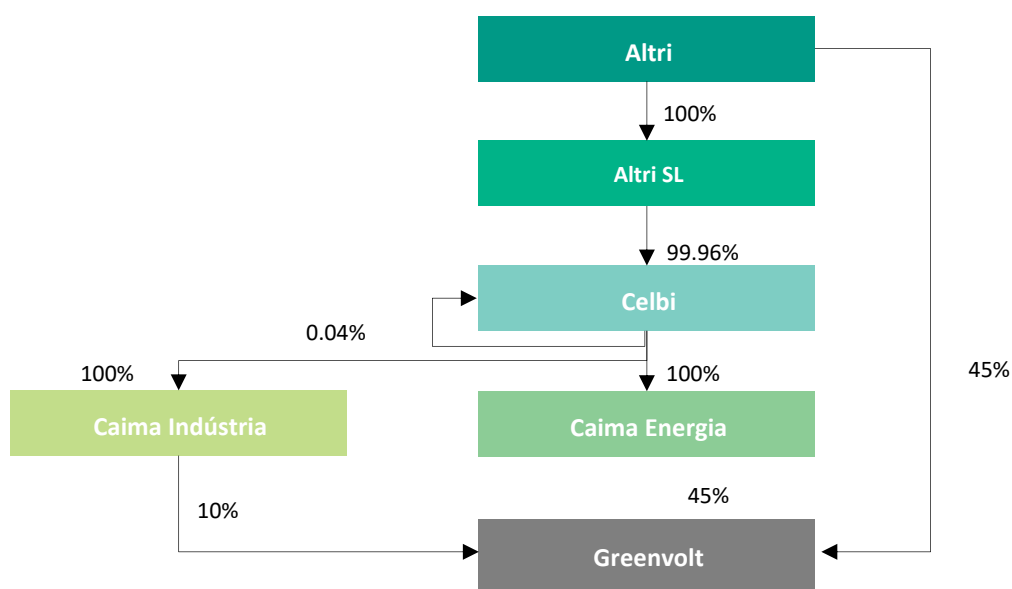 Altri
100%
Altri SL
99.96%
Celbi
0.04%
45%
100%
100%
Caima Indústria
Caima Energia
45%
10%
Greenvolt